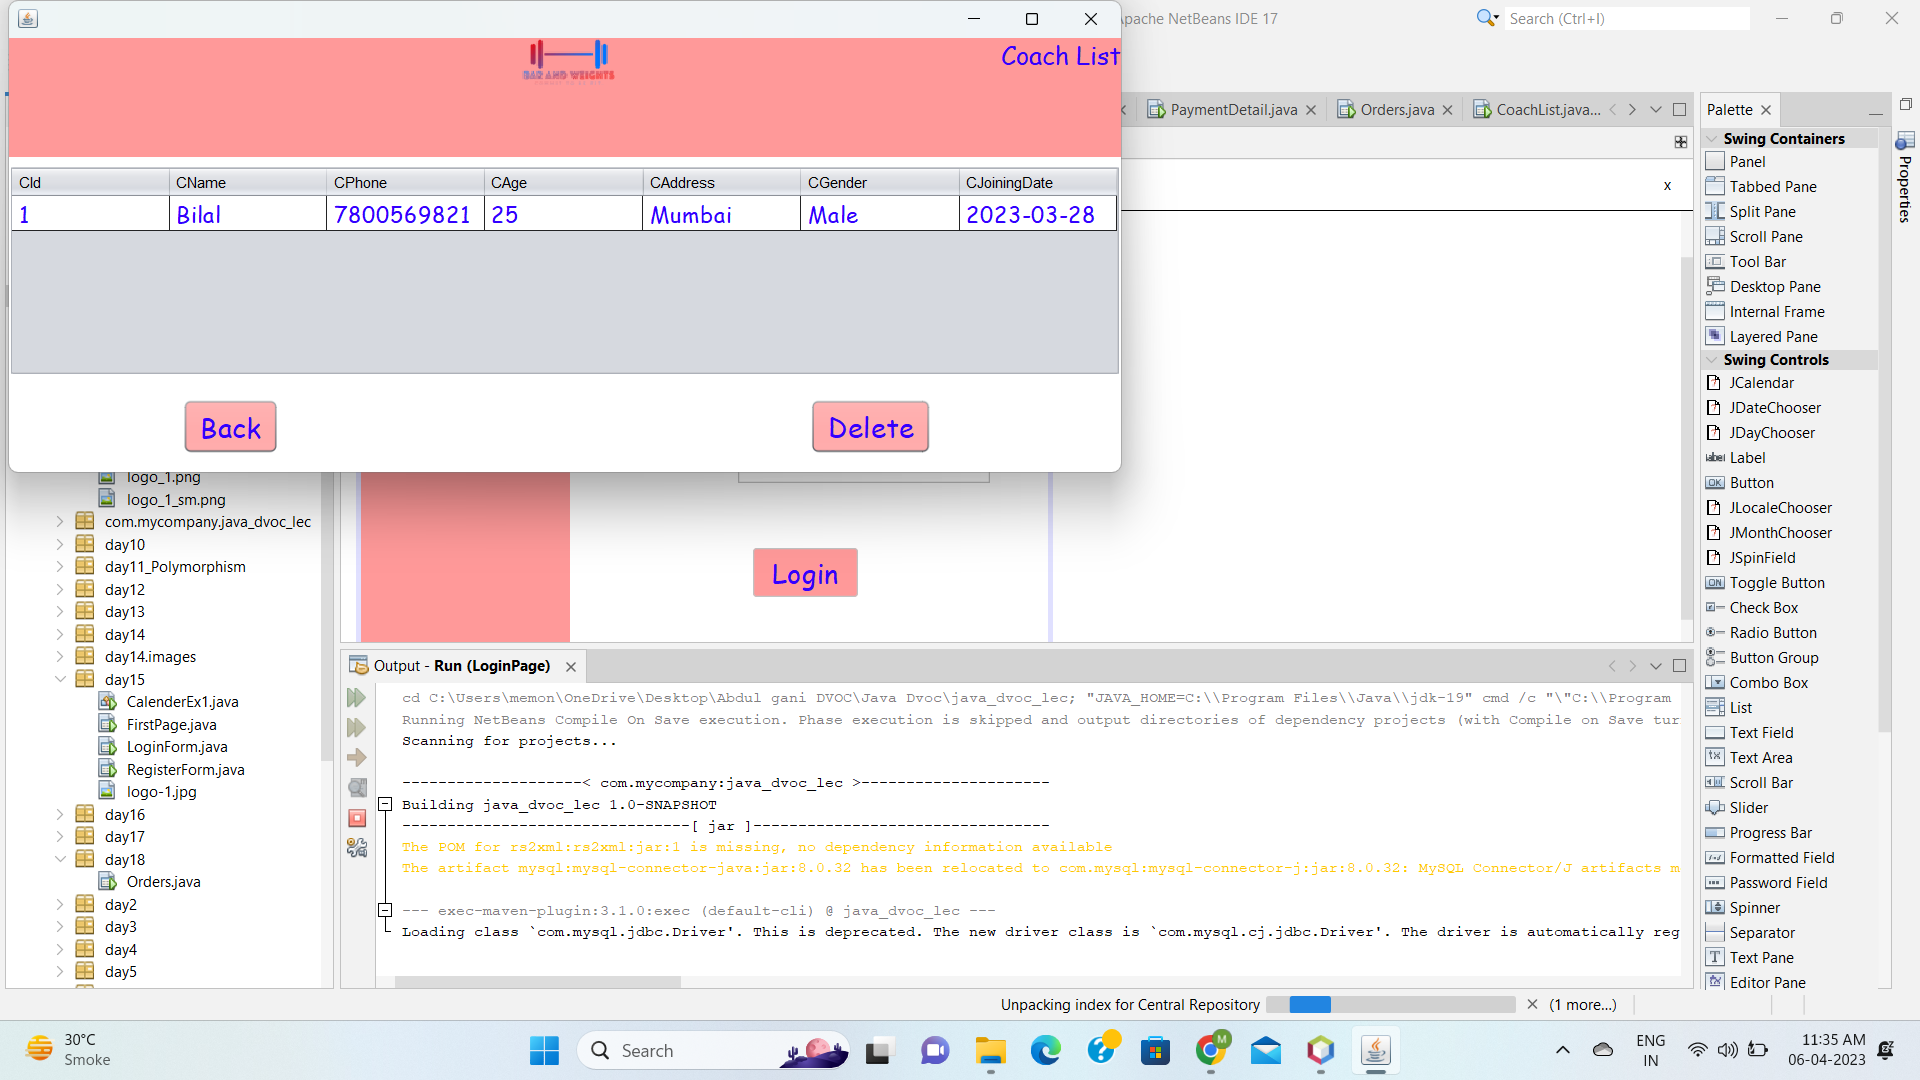 Apache NetBeans IDE 17
Search (Ctrl+I)
BAR AND WEIGHTS
Coach List
CId CName CPhone CAge CAddress CGender CJoiningDate
1 Bilal 7800569821 25 Mumbai Male 2023-03-28
Back
Delete
PaymentDetail.java
Orders.java
CoachList.java...
x
logo_1.png
logo_1_sm.png
com.mycompany.java_dvoc_lec
day10
day11_Polymorphism
day12
day13
day14
day14.images
day15
CalenderEx1.java
FirstPage.java
LoginForm.java
RegisterForm.java
logo-1.jpg
day16
day17
day18
Orders.java
day2
day3
day4
day5
Login
Output - Run (LoginPage)
cd C:\Users\memon\OneDrive\Desktop\Abdul gani DVOC\Java Dvoc\java_dvoc_lec; "JAVA_HOME=C:\\Program Files\\Java\\jdk-19" cmd /c "\"C:\\Program
Running NetBeans Compile On Save execution. Phase execution is skipped and output directories of dependency projects (with Compile on Save tur
Scanning for projects...
--------------------< com.mycompany:java_dvoc_lec >---------------------
Building java_dvoc_lec 1.0-SNAPSHOT
--------------------------------[ jar ]---------------------------------
The POM for rs2xml:rs2xml:jar:1 is missing, no dependency information available
The artifact mysql:mysql-connector-java:jar:8.0.32 has been relocated to com.mysql:mysql-connector-j:jar:8.0.32: MySQL Connector/J artifacts m
--- exec-maven-plugin:3.1.0:exec (default-cli) @ java_dvoc_lec ---
Loading class `com.mysql.jdbc.Driver'. This is deprecated. The new driver class is `com.mysql.cj.jdbc.Driver'. The driver is automatically reg
Palette
Swing Containers
Panel
Tabbed Pane
Split Pane
Scroll Pane
Tool Bar
Desktop Pane
Internal Frame
Layered Pane
Swing Controls
JCalendar
JDateChooser
JDayChooser
Label
Button
JLocaleChooser
JMonthChooser
JSpinField
Toggle Button
Check Box
Radio Button
Button Group
Combo Box
List
Text Field
Text Area
Scroll Bar
Slider
Progress Bar
Formatted Field
Password Field
Spinner
Separator
Text Pane
Editor Pane
Properties
Unpacking index for Central Repository
(1 more...)
30°C
Smoke
Search
ENG
IN
11:35 AM
06-04-2023